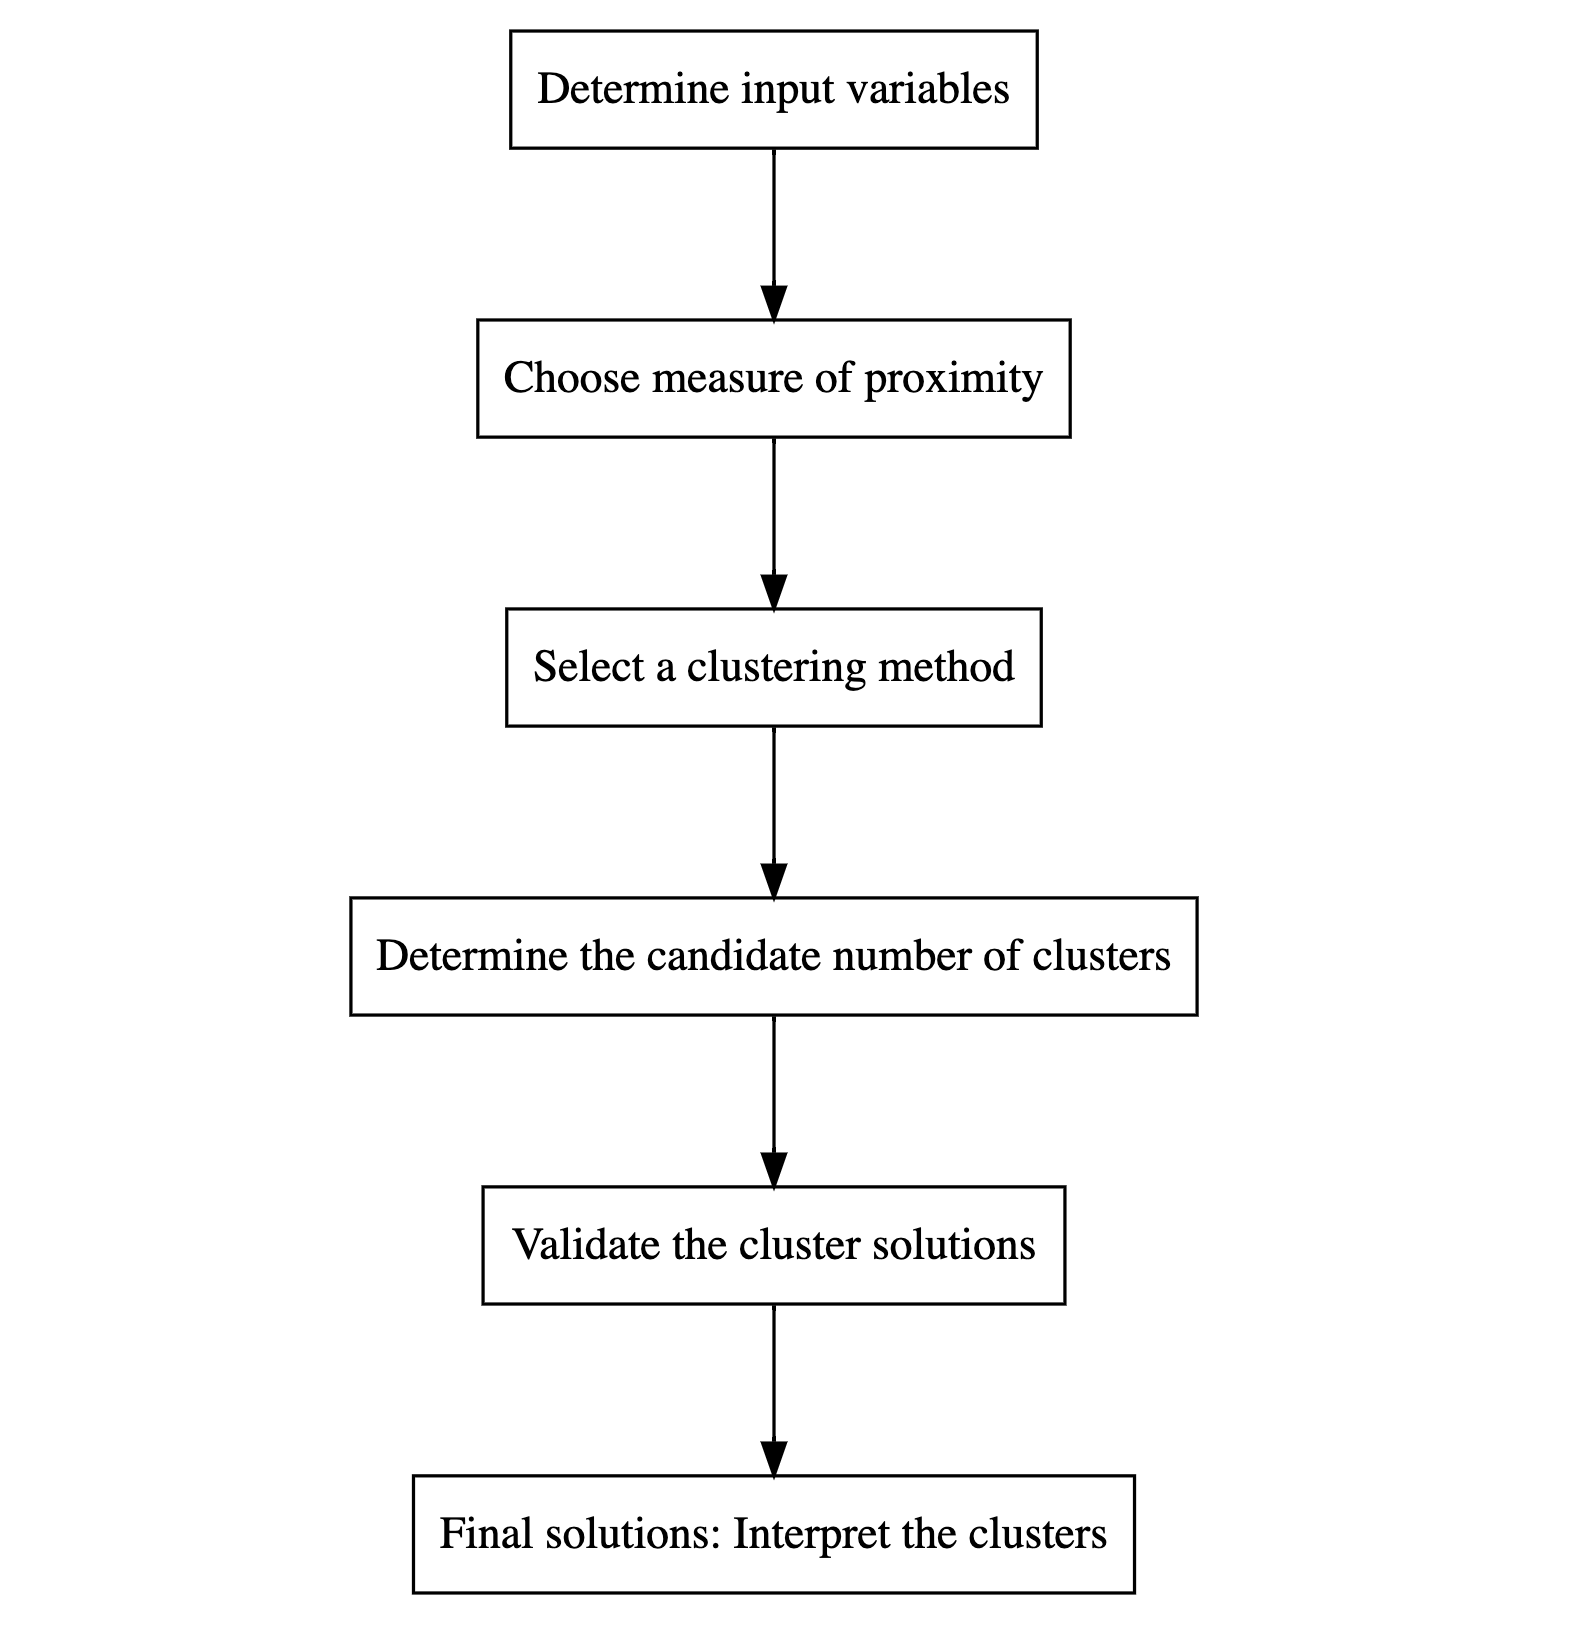 Determine input variables
Choose measure of proximity
Select a clustering method
Determine the candidate number of clusters
Validate the cluster solutions
Final solutions: Interpret the clusters